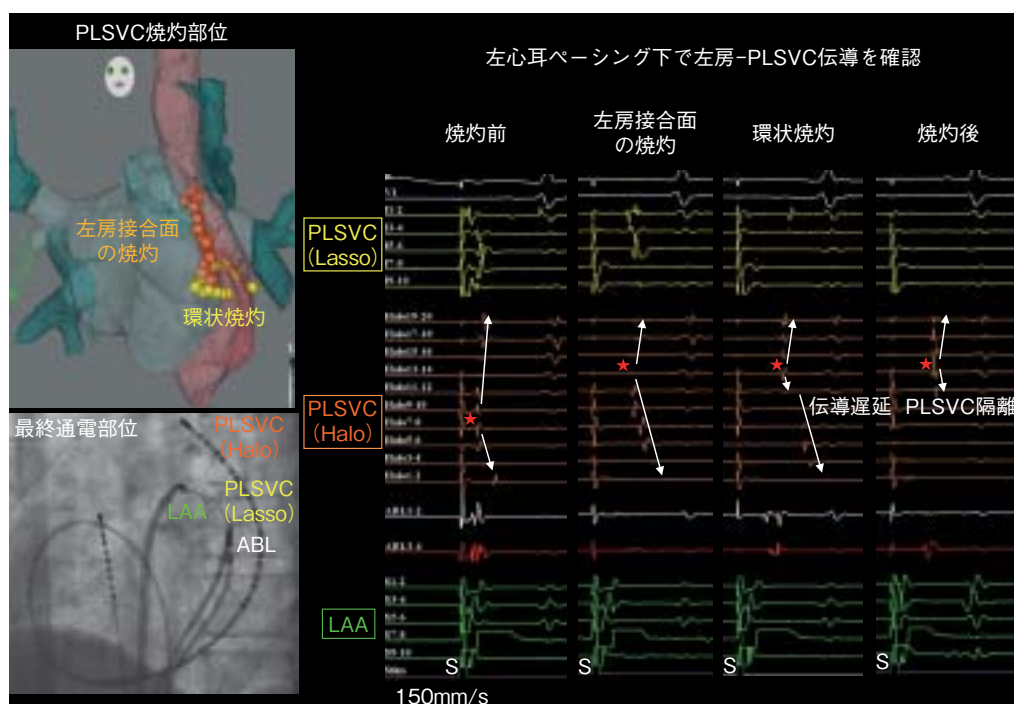 PLSVC焼灼部位
左房接合面
の焼灼
環状焼灼
最終通電部位
PLSVC
(Halo)
PLSVC
(Lasso)
LAA
ABL
左心耳ペーシング下で左房-PLSVC伝導を確認
焼灼前
左房接合面
の焼灼
環状焼灼
焼灼後
PLSVC
(Lasso)
PLSVC
(Halo)
伝導遅延
PLSVC隔離
LAA
S
S
S
S
150mm/s